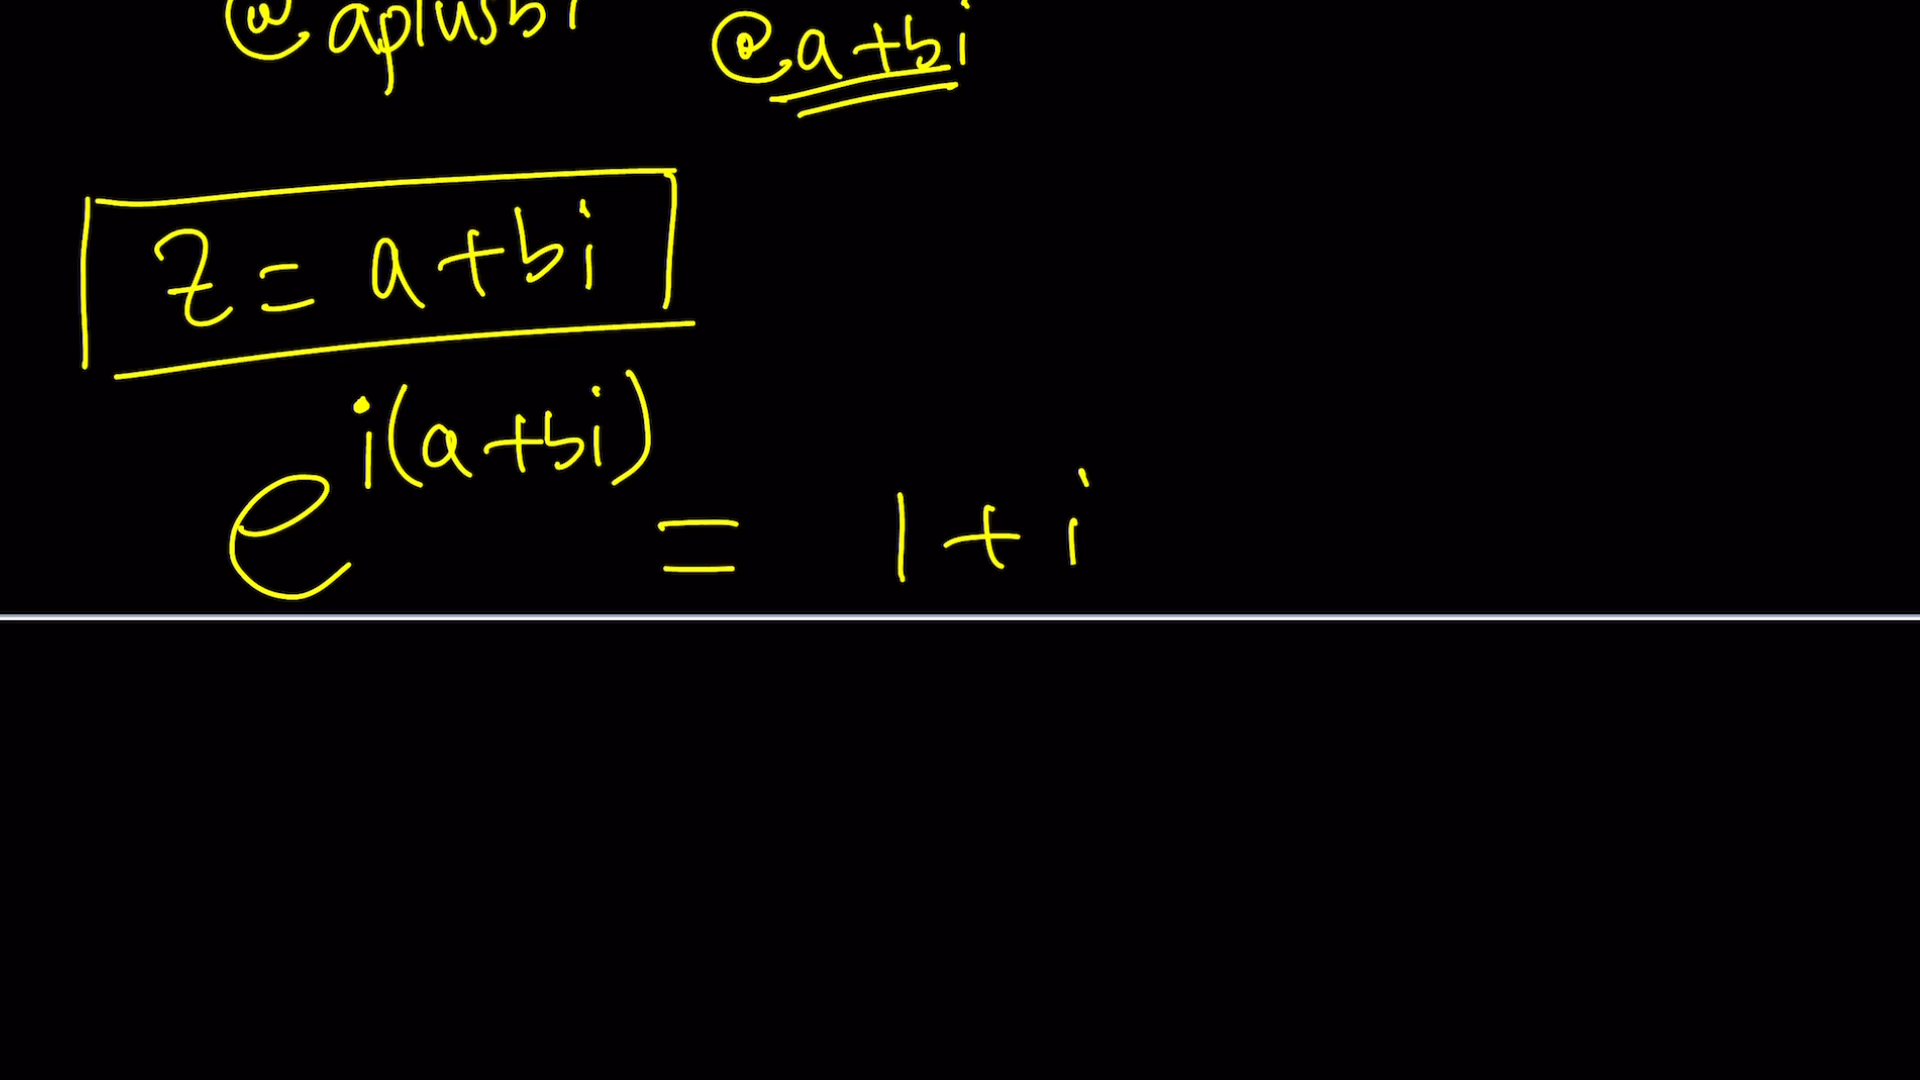 @aplusbi @a+bi
z = a+bi
e^{i(a+bi)} = 1+i